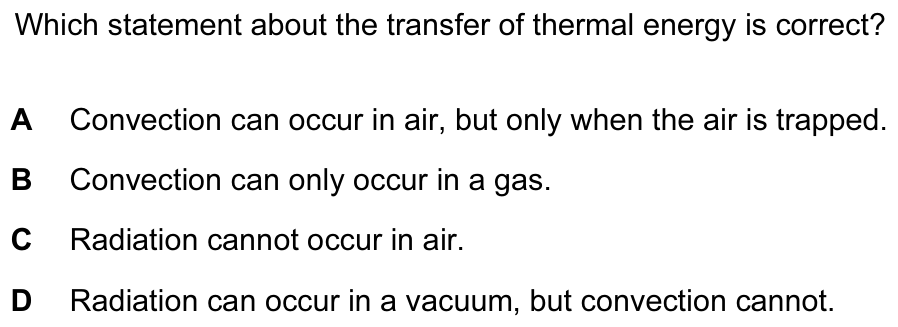 Which statement about the transfer of thermal energy is correct?
A Convection can occur in air, but only when the air is trapped.
B Convection can only occur in a gas.
C Radiation cannot occur in air.
D Radiation can occur in a vacuum, but convection cannot.